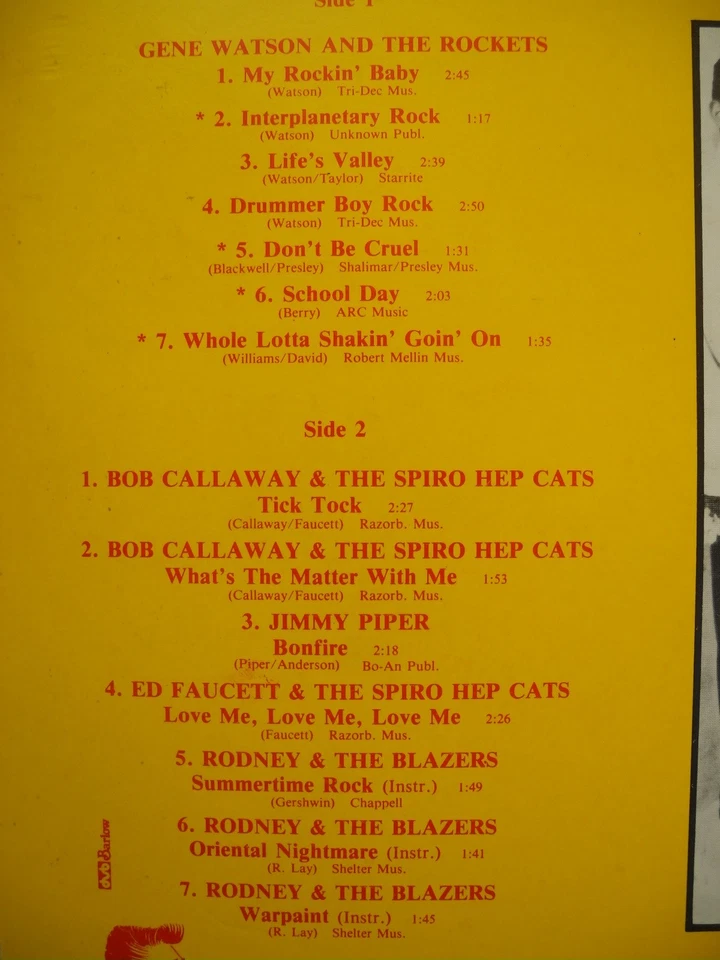 Side 1
GENE WATSON AND THE ROCKETS
1. My Rockin' Baby 2:45
(Watson) Tri-Dec Mus.
* 2. Interplanetary Rock 1:17
(Watson) Unknown Publ.
3. Life's Valley 2:39
(Watson/Taylor) Starrite
4. Drummer Boy Rock 2:50
(Watson) Tri-Dec Mus.
* 5. Don't Be Cruel 1:31
(Blackwell/Presley) Shalimar/Presley Mus.
* 6. School Day 2:03
(Berry) ARC Music
* 7. Whole Lotta Shakin' Goin' On 1:35
(Williams/David) Robert Mellin Mus.
Side 2
1. BOB CALLAWAY & THE SPIRO HEP CATS
Tick Tock 2:27
(Callaway/Faucett) Razorb. Mus.
2. BOB CALLAWAY & THE SPIRO HEP CATS
What's The Matter With Me 1:53
(Callaway/Faucett) Razorb. Mus.
3. JIMMY PIPER
Bonfire 2:18
(Piper/Anderson) Bo-An Publ.
4. ED FAUCETT & THE SPIRO HEP CATS
Love Me, Love Me, Love Me 2:26
(Faucett) Razorb. Mus.
5. RODNEY & THE BLAZERS
Summertime Rock (Instr.) 1:49
(Gershwin) Chappell
6. RODNEY & THE BLAZERS
Oriental Nightmare (Instr.) 1:41
(R. Lay) Shelter Mus.
7. RODNEY & THE BLAZERS
Warpaint (Instr.) 1:45
(R. Lay) Shelter Mus.
Barlow